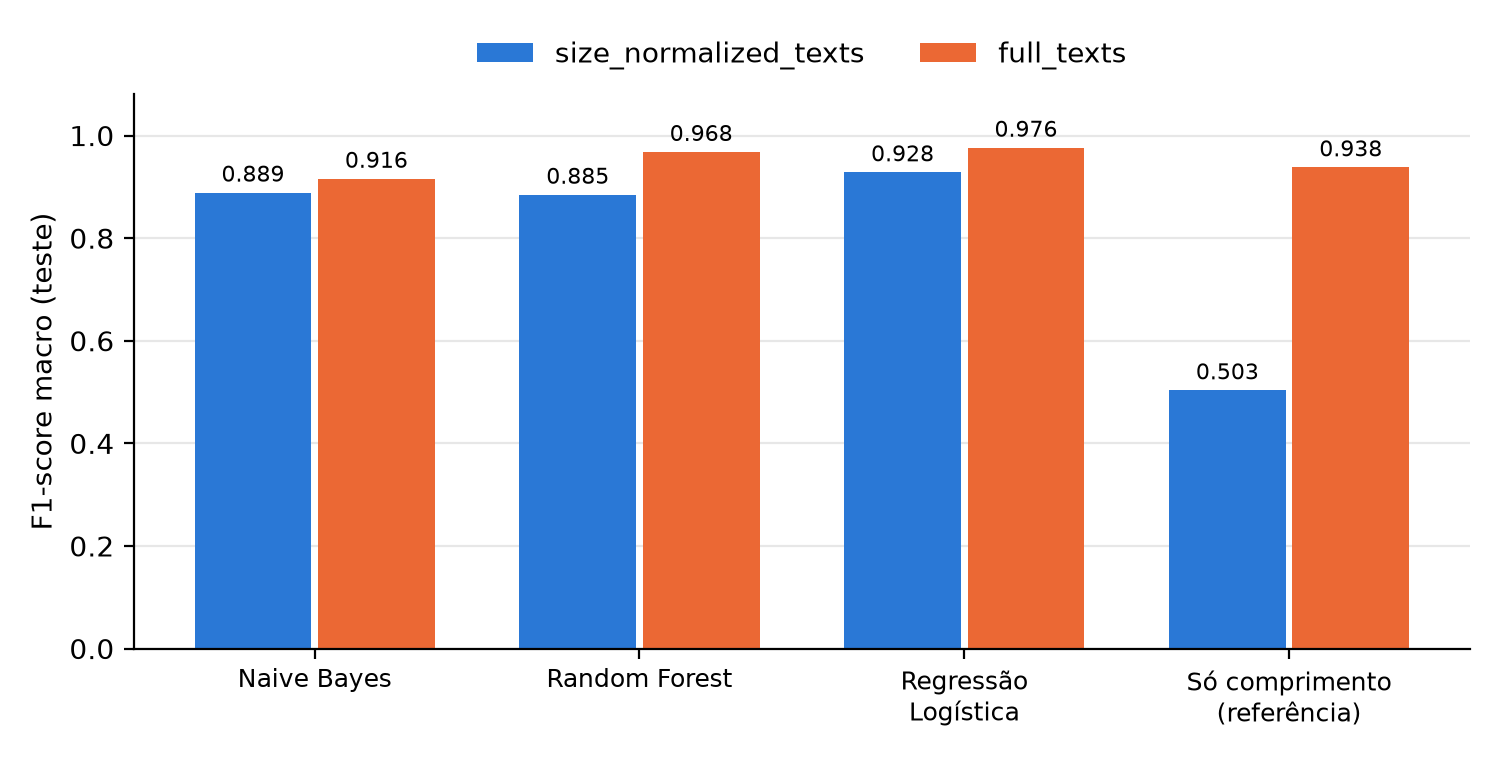 size_normalized_texts full_texts
F1-score macro (teste)
1.0
0.8
0.6
0.4
0.2
0.0
0.889 0.916 0.885 0.968 0.928 0.976 0.503 0.938
Naive Bayes Random Forest Regressão Logística Só comprimento (referência)